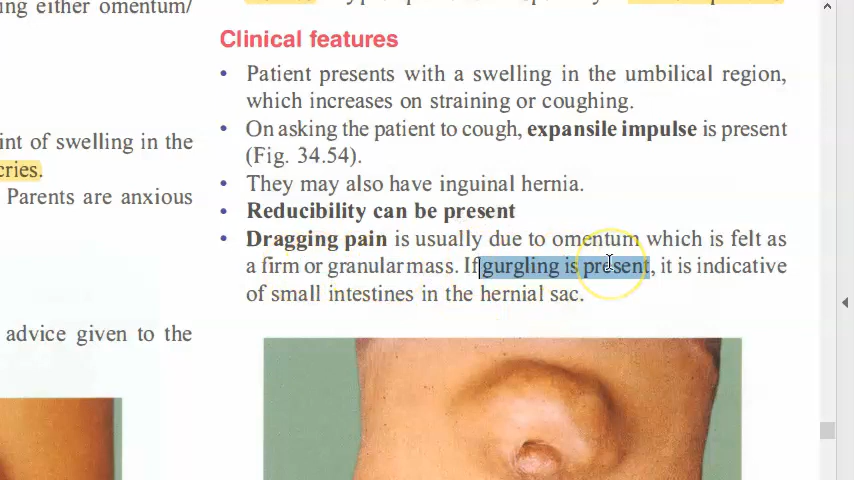 ing either omentum/
int of swelling in the
cries.
Parents are anxious
advice given to the
Clinical features
• Patient presents with a swelling in the umbilical region,
which increases on straining or coughing.
• On asking the patient to cough, expansile impulse is present
(Fig. 34.54).
• They may also have inguinal hernia.
• Reducibility can be present
• Dragging pain is usually due to omentum which is felt as
a firm or granular mass. If gurgling is present, it is indicative
of small intestines in the hernial sac.